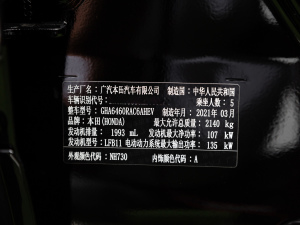 生产厂名：广汽本田汽车有限公司 制造国：中华人民共和国
车辆识别代号： 乘坐人数：5
整车型号：GHA6460RAC6AHEV 制造年月：2021年03月
品牌：本田(HONDA) 最大允许总质量：2140 kg
发动机排量：1993 mL 发动机最大净功率：107 kW
发动机型号：LFB11 电动动力系统最大输出功率：135 kW
外观颜色代码：NH730 内饰颜色代码：A